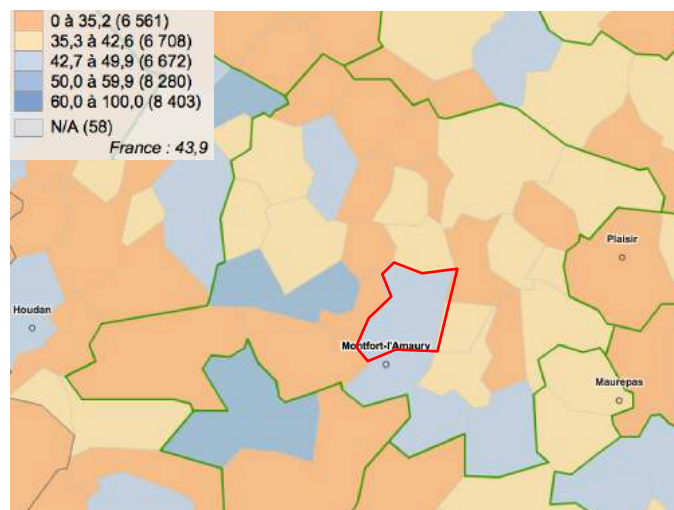 0 à 35,2 (6 561)
35,3 à 42,6 (6 708)
42,7 à 49,9 (6 672)
50,0 à 59,9 (8 280)
60,0 à 100,0 (8 403)
N/A (58)
France : 43,9
Plaisir
Houdan
Montfort-l'Amaury
Maurepas